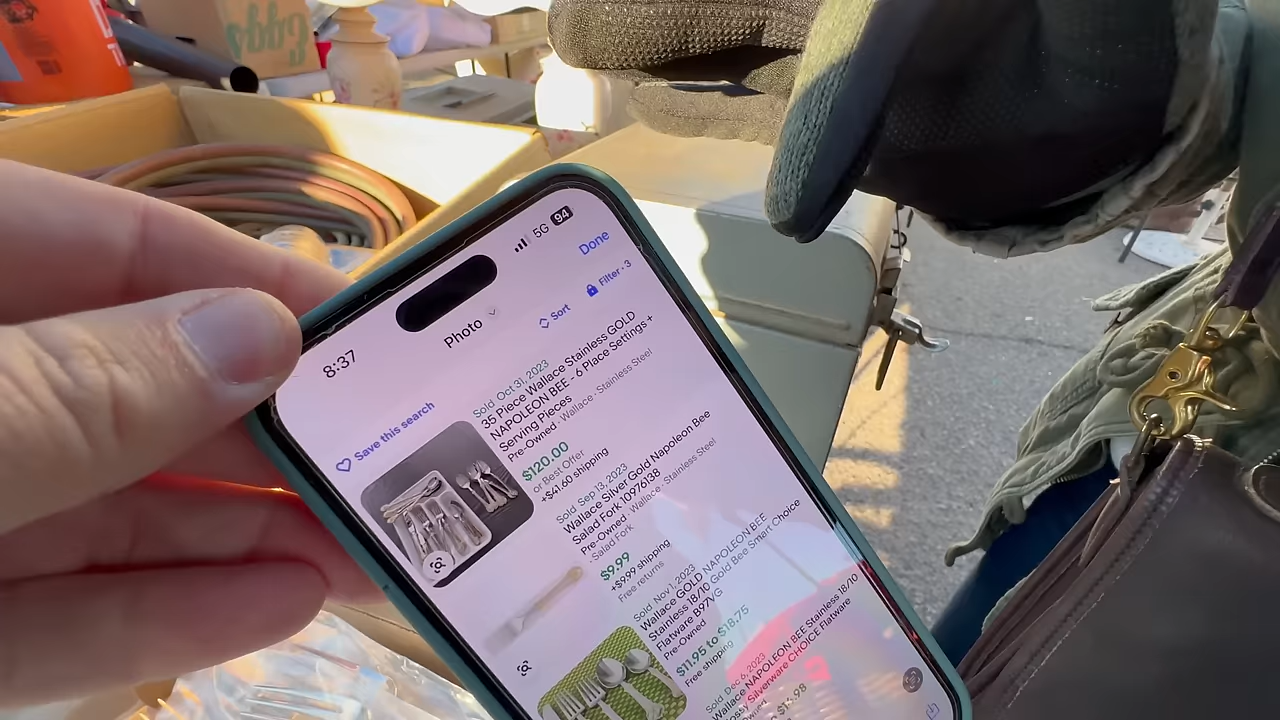 Eggs
8:37
5G 94
Photo
Done
Sort
Filter · 3
Save this search
Sold Oct 31, 2023
35 Piece Wallace Stainless GOLD
NAPOLEON BEE - 6 Place Settings +
Serving Pieces
Pre-Owned · Wallace · Stainless Steel
$120.00
or Best Offer
+$41.60 shipping
Sold Sep 13, 2023
Wallace Silver Gold Napoleon Bee
Salad Fork 10976138
Pre-Owned · Wallace · Stainless Steel
· Salad Fork
$9.99
+$9.99 shipping
Free returns
Sold Nov 1, 2023
Wallace GOLD NAPOLEON BEE
Stainless 18/10 Gold Bee Smart Choice
Flatware B97VG
Pre-Owned
$11.95 to $18.75
Free shipping
Sold Dec 6, 2023
Wallace NAPOLEON BEE Stainless 18/10
Glossy Silverware CHOICE Flatware